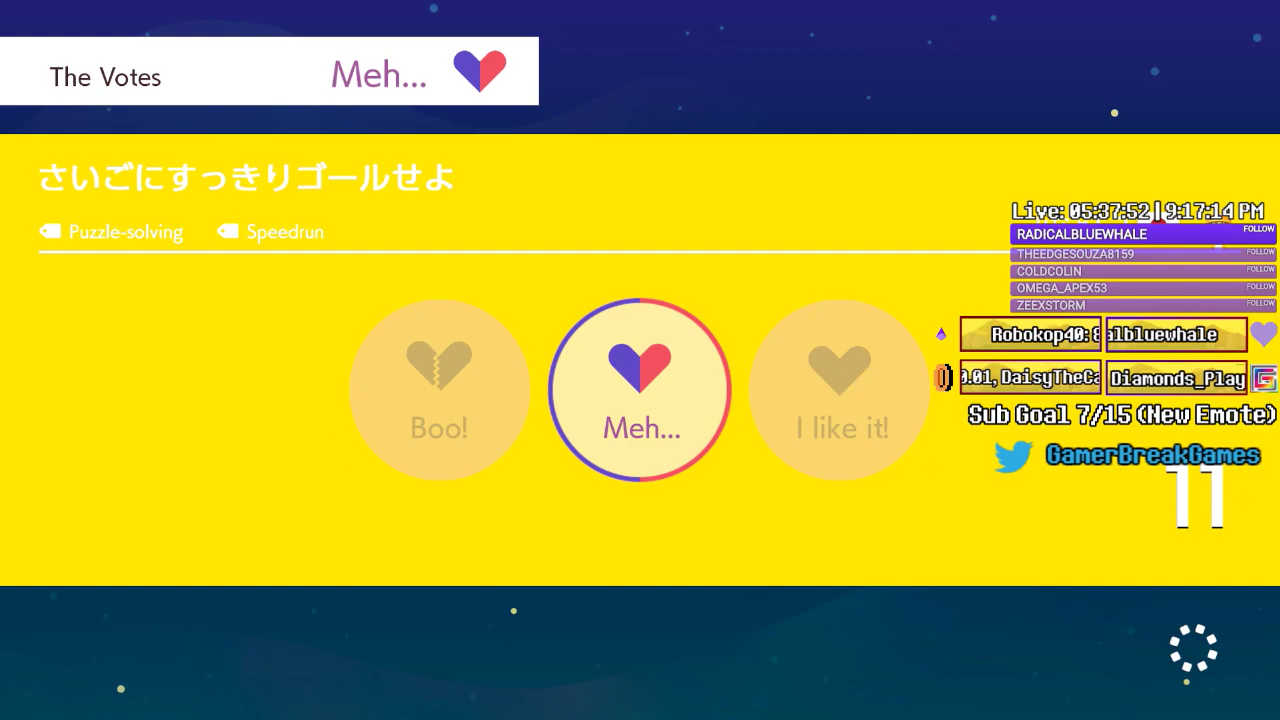 The Votes
Meh...
さいごにすっきりゴールせよ
Puzzle-solving
Speedrun
Boo!
Meh...
I like it!
Live: 05:37:52 | 9:17:14 PM
RADICALBLUEWHALE FOLLOW
THEEDGESOUZA8159 FOLLOW
COLDCOLIN FOLLOW
OMEGA_APEX53 FOLLOW
ZEEXSTORM FOLLOW
Robokop40:
albluewhale
0.01, DaisyTheCa
Diamonds_Play
Sub Goal 7/15 (New Emote)
GamerBreakGames
11